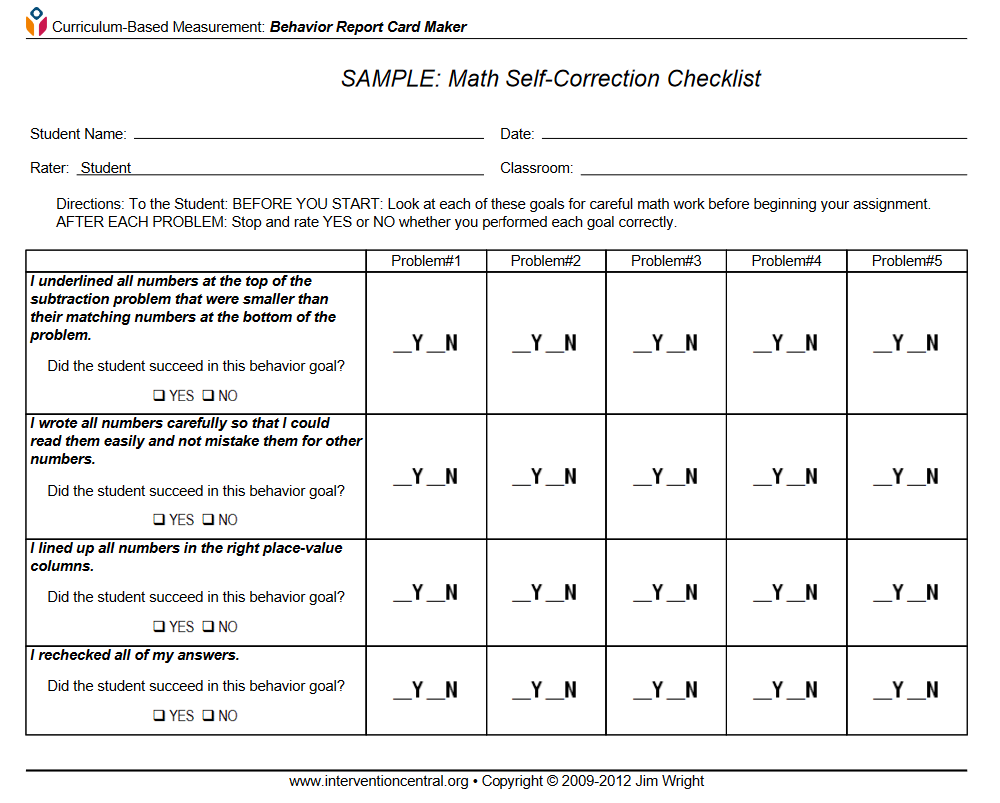 Curriculum-Based Measurement: Behavior Report Card Maker
SAMPLE: Math Self-Correction Checklist
Student Name: Date:
Rater: Student Classroom:
Directions: To the Student: BEFORE YOU START: Look at each of these goals for careful math work before beginning your assignment.
AFTER EACH PROBLEM: Stop and rate YES or NO whether you performed each goal correctly.
Problem#1 Problem#2 Problem#3 Problem#4 Problem#5
I underlined all numbers at the top of the
subtraction problem that were smaller than
their matching numbers at the bottom of the
problem.
Did the student succeed in this behavior goal?
❑ YES ❑ NO
__Y __N __Y __N __Y __N __Y __N __Y __N
I wrote all numbers carefully so that I could
read them easily and not mistake them for other
numbers.
Did the student succeed in this behavior goal?
❑ YES ❑ NO
__Y __N __Y __N __Y __N __Y __N __Y __N
I lined up all numbers in the right place-value
columns.
Did the student succeed in this behavior goal?
❑ YES ❑ NO
__Y __N __Y __N __Y __N __Y __N __Y __N
I rechecked all of my answers.
Did the student succeed in this behavior goal?
❑ YES ❑ NO
__Y __N __Y __N __Y __N __Y __N __Y __N
www.interventioncentral.org • Copyright © 2009-2012 Jim Wright